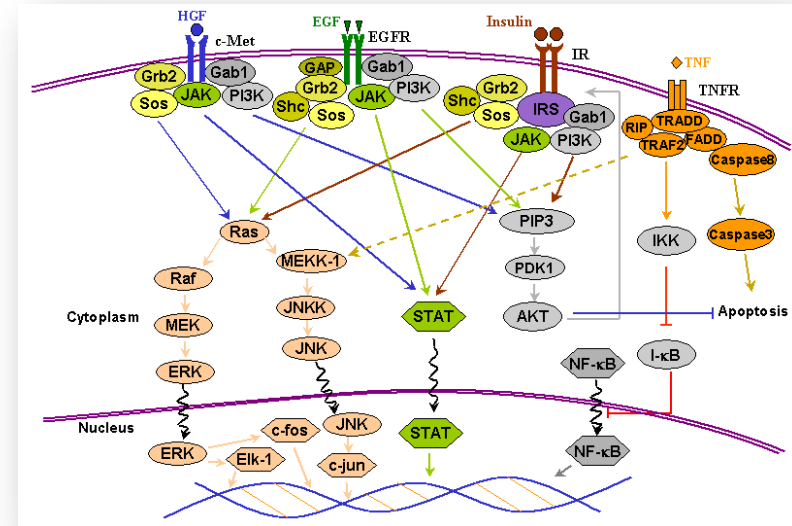 HGF
EGF
Insulin
c-Met
EGFR
IR
TNF
TNFR
Grb2
Gab1
Sos
JAK
PI3K
GAP
Gab1
Grb2
Shc
Sos
JAK
PI3K
Shc
Grb2
Sos
IRS
Gab1
JAK
PI3K
RIP
TRADD
TRAF2
FADD
Caspase8
Ras
PIP3
IKK
Caspase3
MEKK-1
Raf
PDK1
JNKK
Cytoplasm
MEK
STAT
AKT
Apoptosis
JNK
ERK
NF-κB
I-κB
Nucleus
c-fos
JNK
STAT
ERK
Elk-1
c-jun
NF-κB